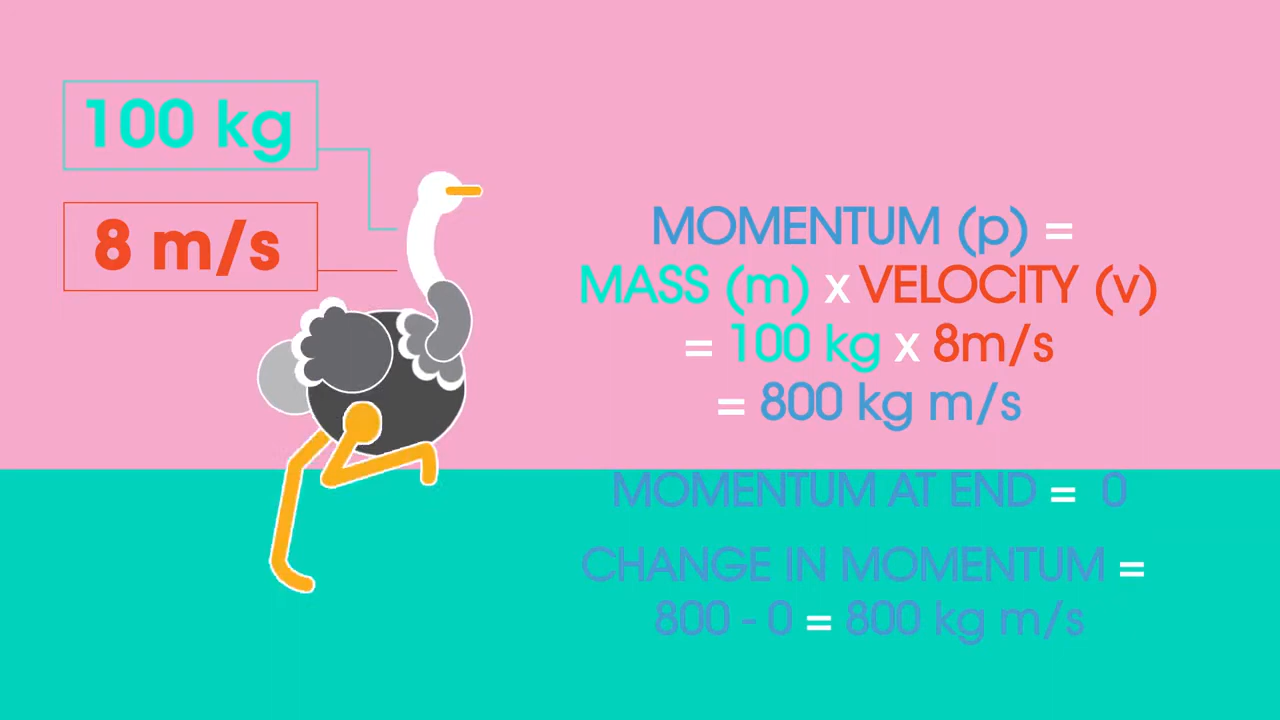 100 kg
8 m/s
MOMENTUM (p) =
MASS (m) x VELOCITY (v)
= 100 kg x 8m/s
= 800 kg m/s
MOMENTUM AT END = 0
CHANGE IN MOMENTUM =
800 - 0 = 800 kg m/s